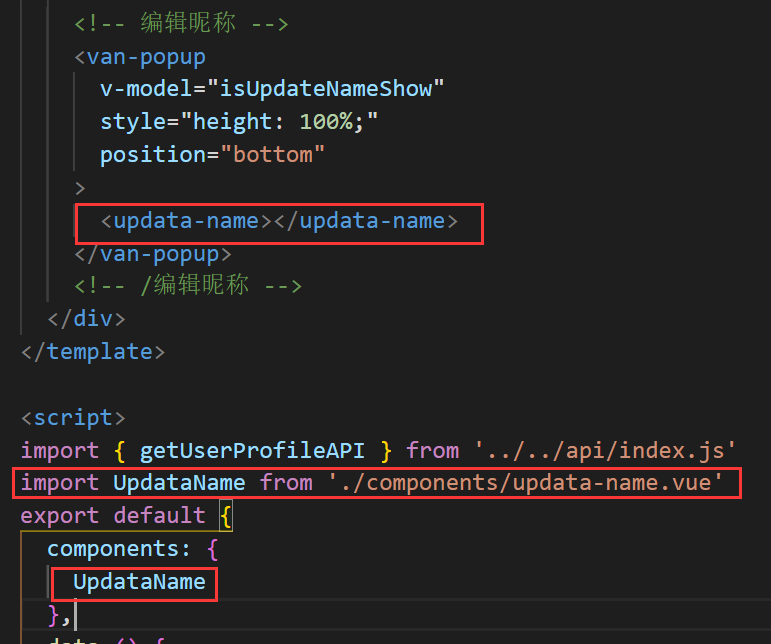 <!-- 编辑昵称 -->
<van-popup
v-model="isUpdateNameShow"
style="height: 100%;"
position="bottom"
>
<updata-name></updata-name>
</van-popup>
<!-- /编辑昵称 -->
</div>
</template>
<script>
import { getUserProfileAPI } from '../../api/index.js'
import UpdataName from './components/updata-name.vue'
export default {
components: {
UpdataName
},
data () {